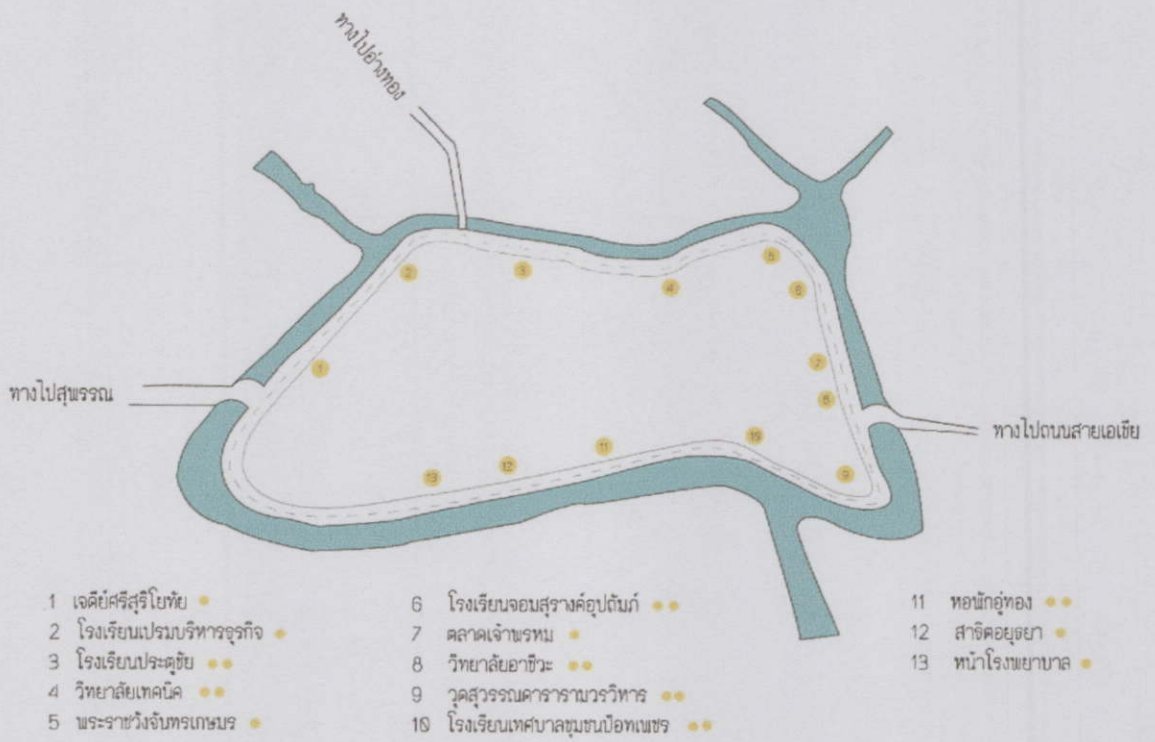 ทางไปอ่างทอง
2
3
4
5
6
1
7
8
ทางไปสุพรรณ
ทางไปถนนสายเอเชีย
10
11
12
13
9
1 เจดีย์ศรีสุริโยทัย
2 โรงเรียนเปรมบริหารธุรกิจ
3 โรงเรียนประตูชัย
4 วิทยาลัยเทคนิค
5 พระราชวังจันทรเกษมร
6 โรงเรียนจอมสุรางค์อุปถัมภ์
7 ตลาดเจ้าพรหม
8 วิทยาลัยอาชีวะ
9 วุดสุวรรณดารารามวรวิหาร
10 โรงเรียนเทศบาลชุมชนป้อทเพชร
11 หอพักอู่ทอง
12 สาธิตอยุธยา
13 หน้าโรงพยาบาล